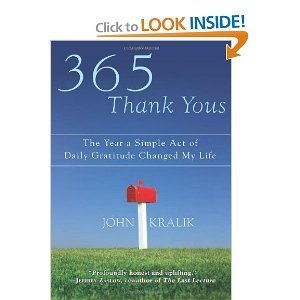 Click to LOOK INSIDE!
365
Thank Yous
The Year a Simple Act of
Daily Gratitude Changed My Life
JOHN KRALIK
"Profoundly honest and uplifting."
—JEFFREY ZASLOW, coauthor of The Last Lecture